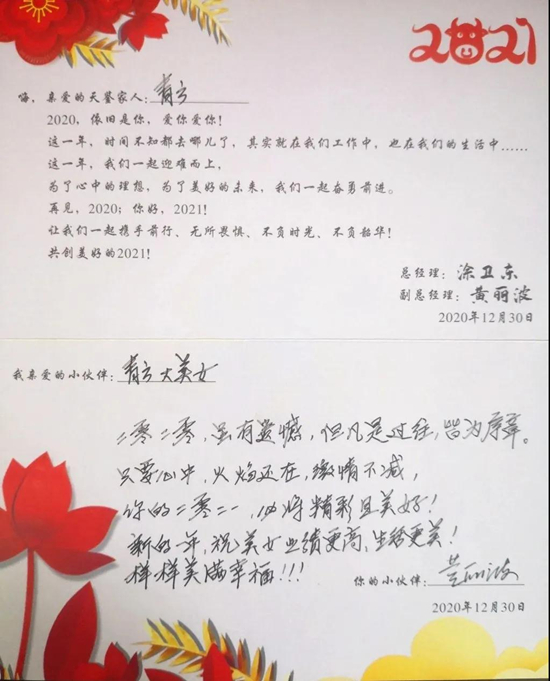 2021
嗨，亲爱的天鉴家人：青云
2020，依旧是你，爱你爱你！
这一年，时间不知都去哪儿了，其实就在我们工作中，也在我们的生活中……
这一年，我们一起迎难而上，
为了心中的理想，为了美好的未来，我们一起奋勇前进。
再见，2020；你好，2021！
让我们一起携手前行、无所畏惧、不负时光、不负韶华！
共创美好的2021！
总经理：涂卫东
副总经理：黄丽波
2020年12月30日
我亲爱的小伙伴：青云大美女
二零二零，虽有遗憾，但凡是过往，皆为序章。
只要心中，火焰还在，激情不减，
你的二零二一，必将精彩且美好！
新的一年，祝美女业绩更高，生活更美！
样样美满幸福！！！
你的小伙伴：黄丽波
2020年12月30日